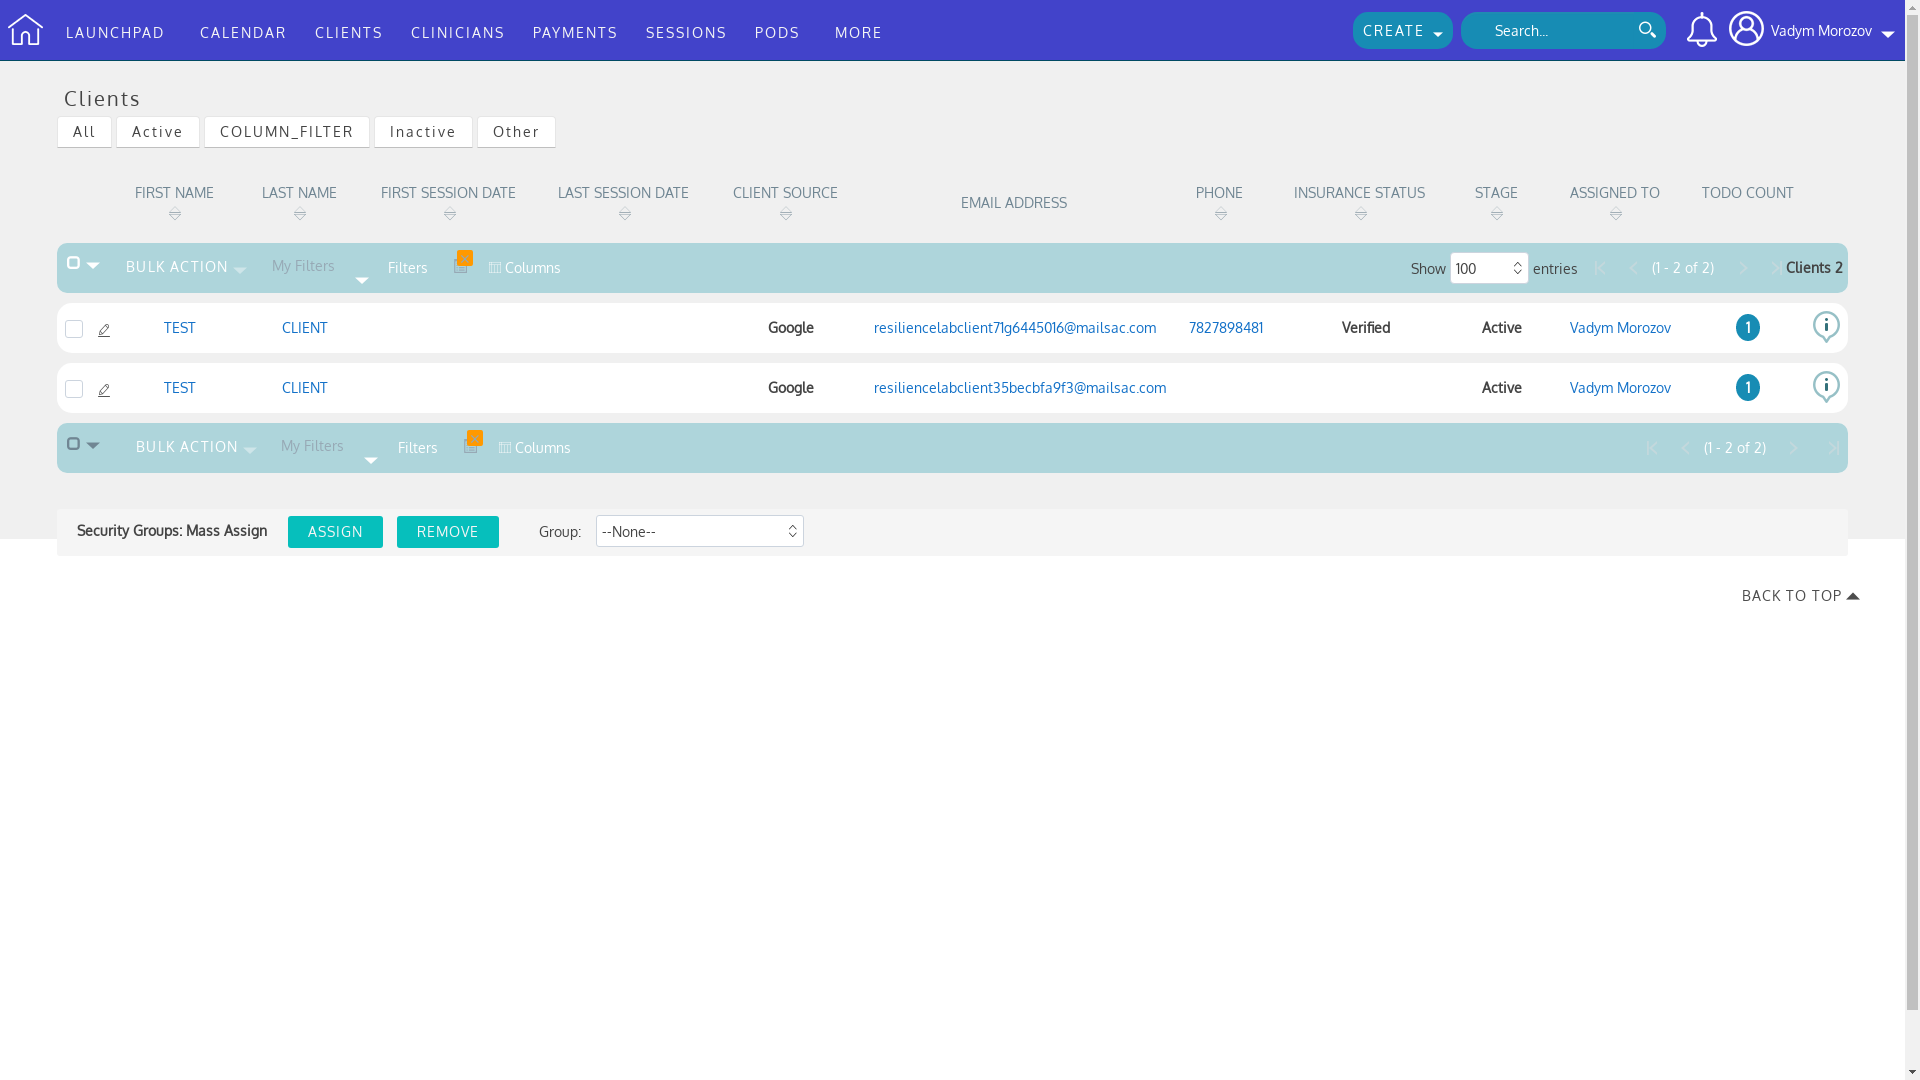 LAUNCHPAD CALENDAR CLIENTS CLINICIANS PAYMENTS SESSIONS PODS MORE CREATE Search... Vadym Morozov
Clients
All Active COLUMN_FILTER Inactive Other
FIRST NAME LAST NAME FIRST SESSION DATE LAST SESSION DATE CLIENT SOURCE EMAIL ADDRESS PHONE INSURANCE STATUS STAGE ASSIGNED TO TODO COUNT
BULK ACTION My Filters Filters Columns Show 100 entries (1 - 2 of 2) Clients 2
TEST CLIENT Google resiliencelabclient71g6445016@mailsac.com 7827898481 Verified Active Vadym Morozov 1
TEST CLIENT Google resiliencelabclient35becbfa9f3@mailsac.com Active Vadym Morozov 1
BULK ACTION My Filters Filters Columns (1 - 2 of 2)
Security Groups: Mass Assign ASSIGN REMOVE Group: --None--
BACK TO TOP